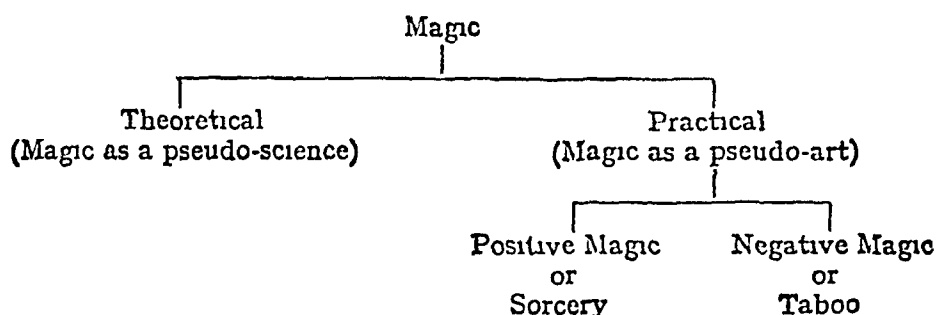 Magic
Theoretical Practical
(Magic as a pseudo-science) (Magic as a pseudo-art)
Positive Magic Negative Magic
or or
Sorcery Taboo